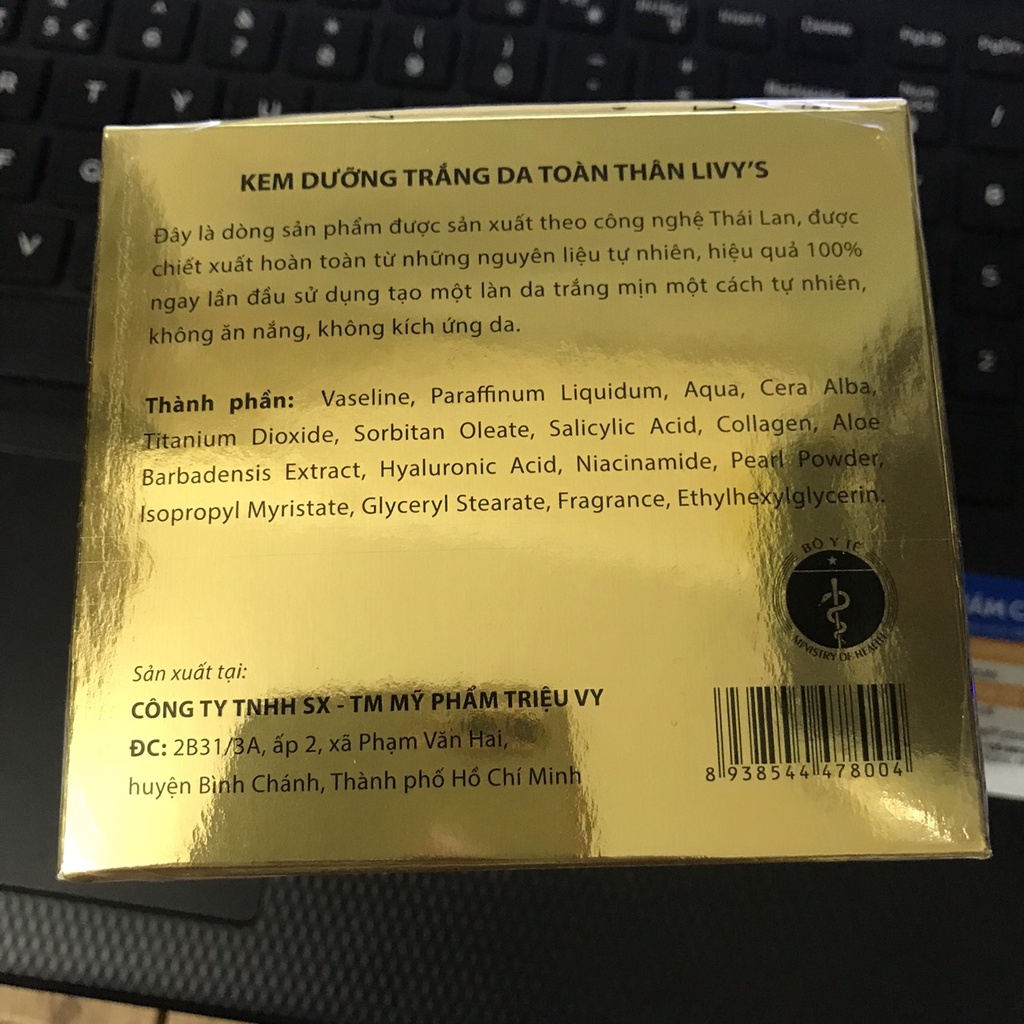 KEM DƯỠNG TRẮNG DA TOÀN THÂN LIVY'S
Đây là dòng sản phẩm được sản xuất theo công nghệ Thái Lan, được
chiết xuất hoàn toàn từ những nguyên liệu tự nhiên, hiệu quả 100%
ngay lần đầu sử dụng tạo một làn da trắng mịn một cách tự nhiên,
không ăn nắng, không kích ứng da.
Thành phần: Vaseline, Paraffinum Liquidum, Aqua, Cera Alba,
Titanium Dioxide, Sorbitan Oleate, Salicylic Acid, Collagen, Aloe
Barbadensis Extract, Hyaluronic Acid, Niacinamide, Pearl Powder,
Isopropyl Myristate, Glyceryl Stearate, Fragrance, Ethylhexylglycerin.
BỘ Y TẾ
MINISTRY OF HEALTH
Sản xuất tại:
CÔNG TY TNHH SX - TM MỸ PHẨM TRIỆU VY
ĐC: 2B31/3A, ấp 2, xã Phạm Văn Hai,
huyện Bình Chánh, Thành phố Hồ Chí Minh
8 938544 478004